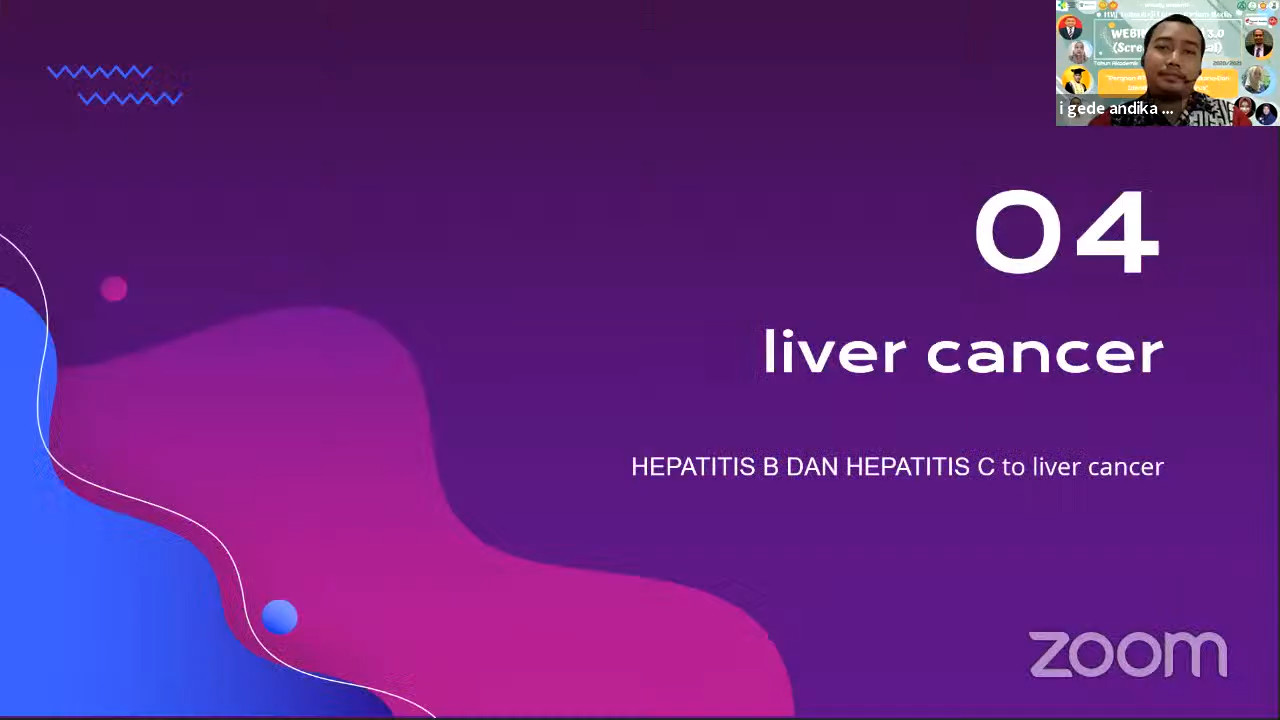 i gede andika ...
04
liver cancer
HEPATITIS B DAN HEPATITIS C to liver cancer
zoom